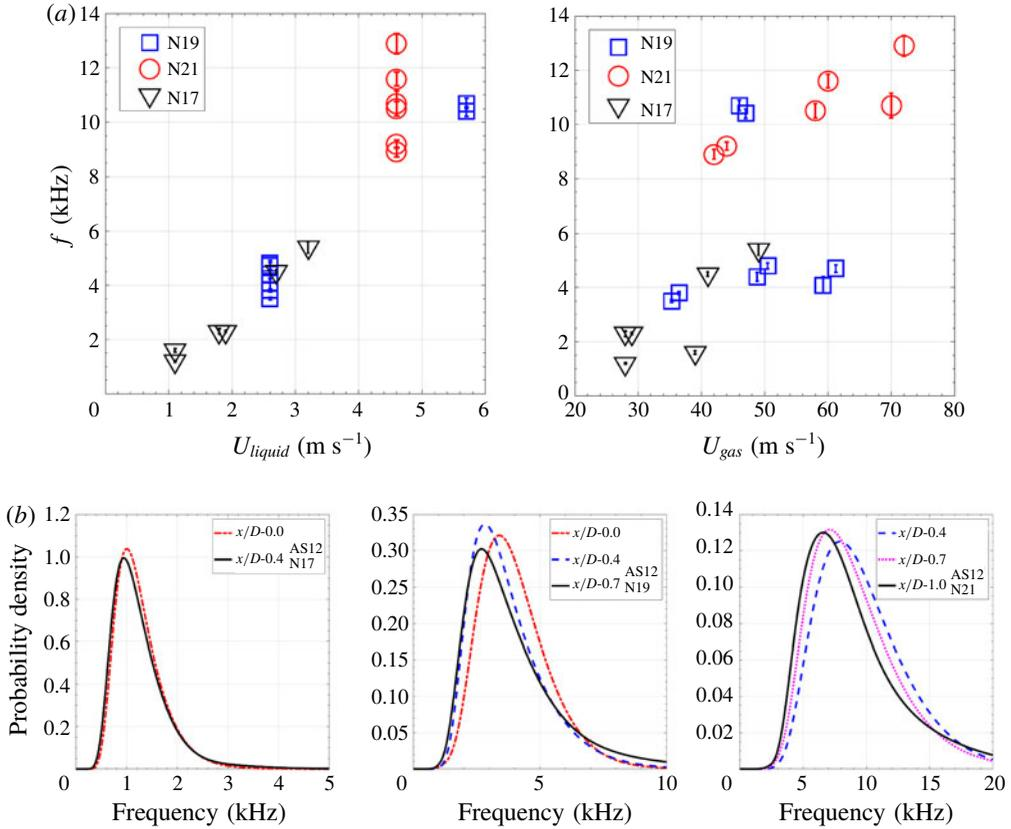 (a)
14
12
10
8
6
4
2
0
1
2
3
4
5
6
f (kHz)
U_liquid (m s⁻¹)
N19
N21
N17
14
12
10
8
6
4
2
0
20
30
40
50
60
70
80
U_gas (m s⁻¹)
N19
N21
N17
(b)
1.2
1.0
0.8
0.6
0.4
0.2
0
1
2
3
4
5
Probability density
Frequency (kHz)
x/D-0.0
x/D-0.4 AS12
N17
0.35
0.30
0.25
0.20
0.15
0.10
0.05
0
5
10
Frequency (kHz)
x/D-0.0
x/D-0.4
x/D-0.7 AS12
N19
0.14
0.12
0.10
0.08
0.06
0.04
0.02
0
5
10
15
20
Frequency (kHz)
x/D-0.4
x/D-0.7
x/D-1.0 AS12
N21